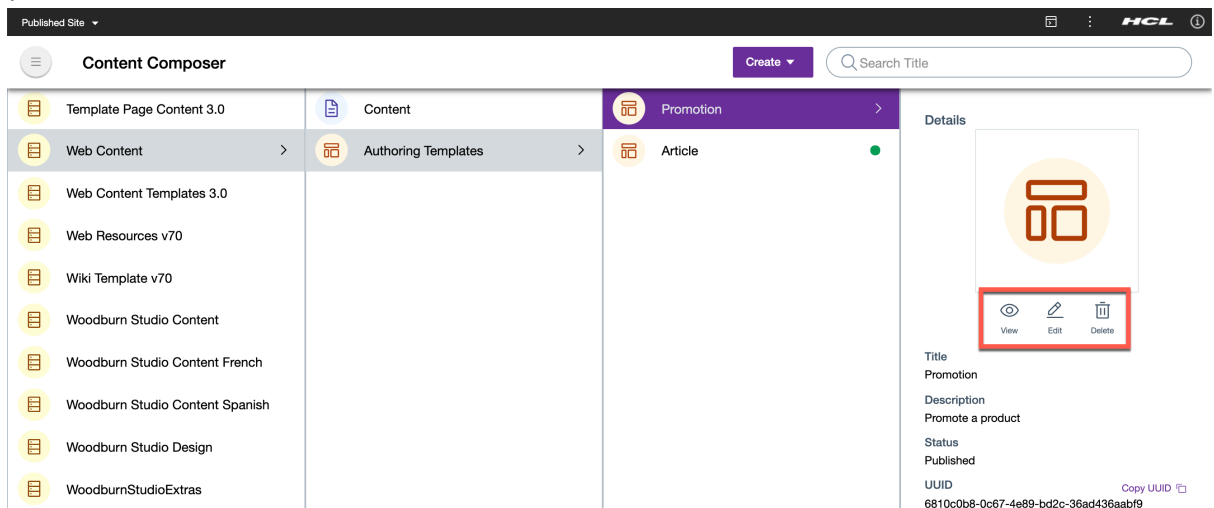 Published Site
HCL
Content Composer
Create
Search Title
Template Page Content 3.0
Web Content
Web Content Templates 3.0
Web Resources v70
Wiki Template v70
Woodburn Studio Content
Woodburn Studio Content French
Woodburn Studio Content Spanish
Woodburn Studio Design
WoodburnStudioExtras
Content
Authoring Templates
Promotion
Article
Details
View Edit Delete
Title
Promotion
Description
Promote a product
Status
Published
UUID Copy UUID
6810c0b8-0c67-4e89-bd2c-36ad436aabf9